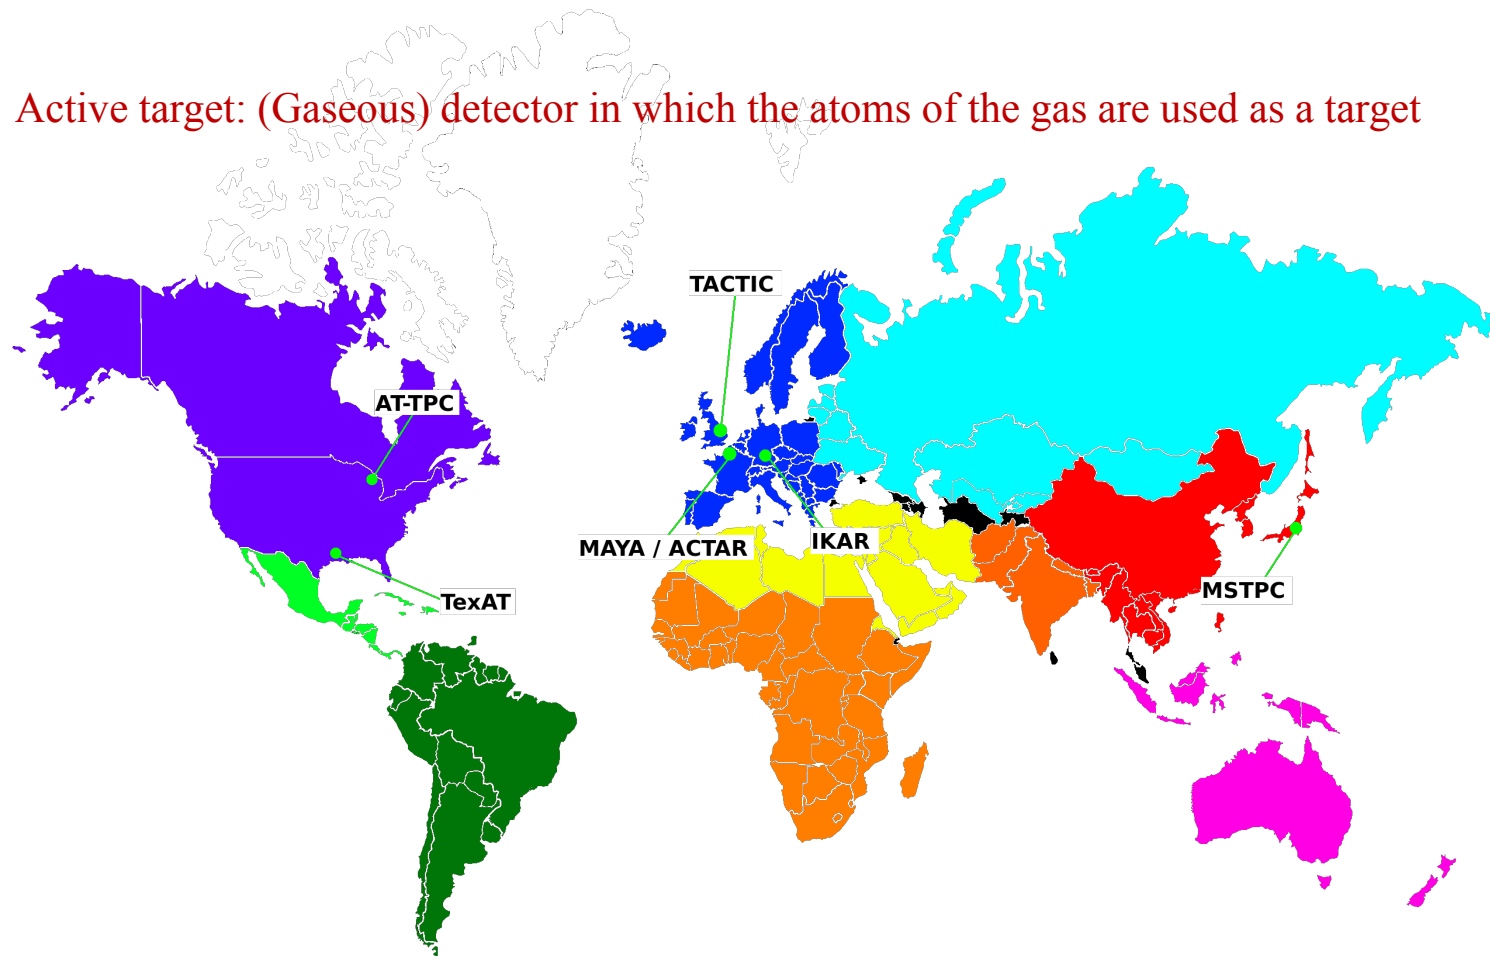 Active target: (Gaseous) detector in which the atoms of the gas are used as a target
TACTIC
AT-TPC
MAYA / ACTAR
IKAR
MSTPC
TexAT